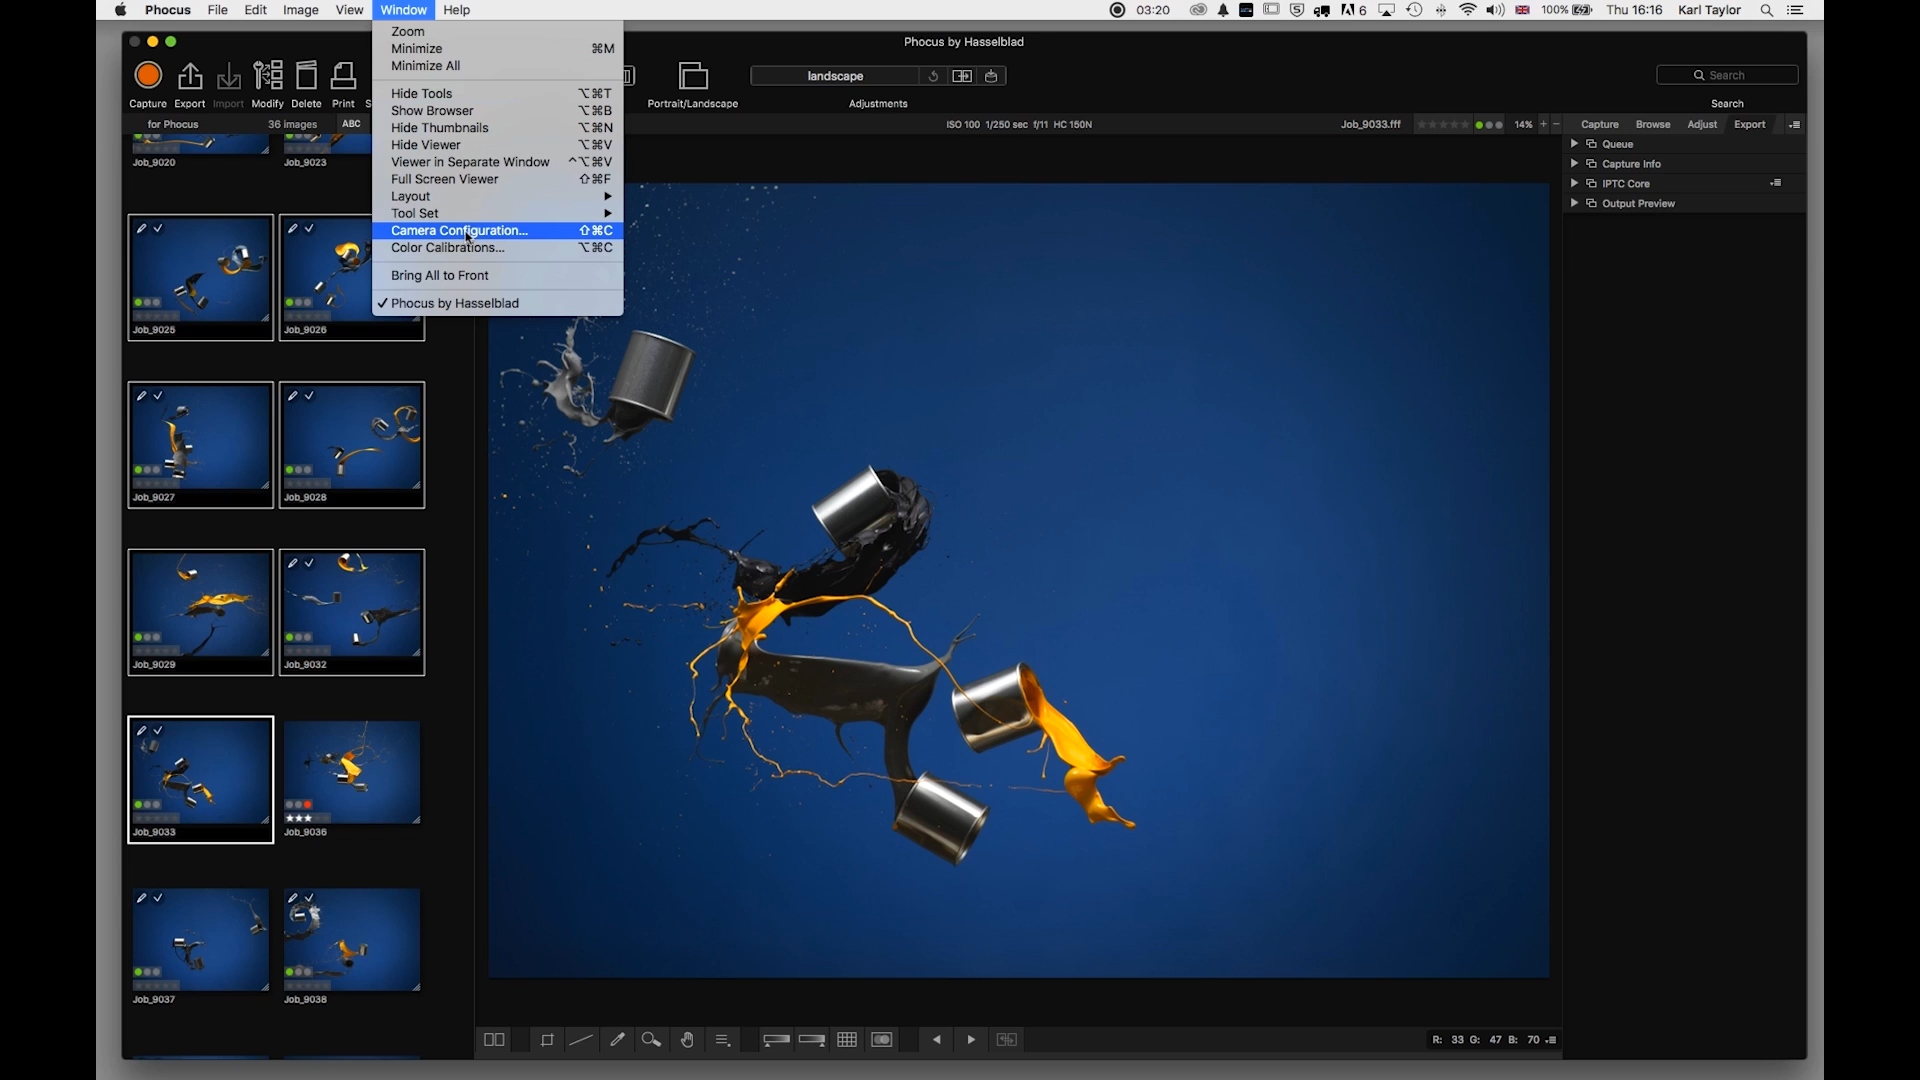 Phocus File Edit Image View Window Help 03:20 6 100% Thu 16:16 Karl Taylor
Phocus by Hasselblad
Zoom
Minimize ⌘M
Minimize All
Hide Tools ⌥⌘T
Show Browser ⌥⌘B
Hide Thumbnails ⌥⌘N
Hide Viewer ⌥⌘V
Viewer in Separate Window ^⌥⌘V
Full Screen Viewer ⇧⌘F
Layout
Tool Set
Camera Configuration... ⇧⌘C
Color Calibrations... ⌥⌘C
Bring All to Front
✓ Phocus by Hasselblad
landscape
Search
Capture Export Import Modify Delete Print S
Portrait/Landscape Adjustments Search
for Phocus 36 images ABC
ISO 100 1/250 sec f/11 HC 150N Job_9033.fff 14% + −
Capture Browse Adjust Export
Queue
Capture Info
IPTC Core
Output Preview
Job_9020 Job_9023
Job_9025 Job_9026
Job_9027 Job_9028
Job_9029 Job_9032
Job_9033 Job_9036
Job_9037 Job_9038
R: 33 G: 47 B: 70